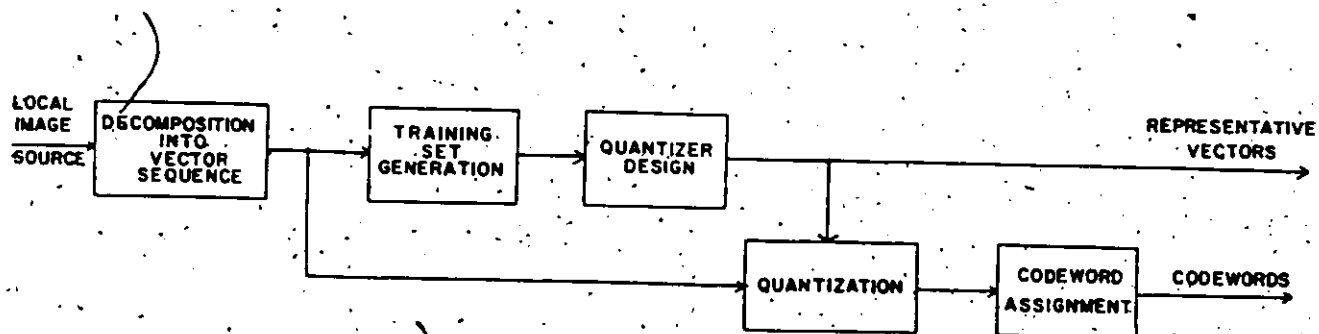 LOCAL
IMAGE
SOURCE
DECOMPOSITION
INTO
VECTOR
SEQUENCE
TRAINING
SET
GENERATION
QUANTIZER
DESIGN
REPRESENTATIVE
VECTORS
QUANTIZATION
CODEWORD
ASSIGNMENT
CODEWORDS